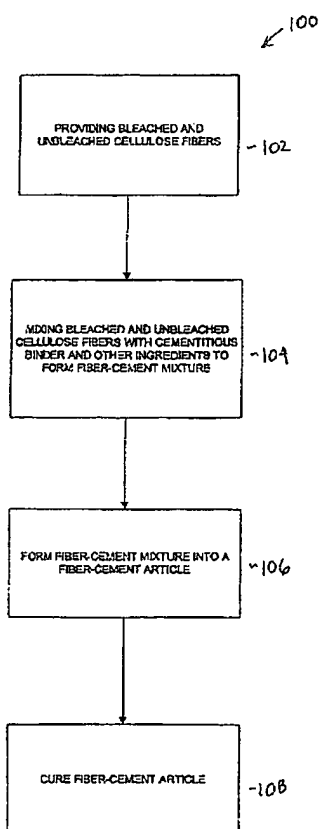 100
PROVIDING BLEACHED AND
UNBLEACHED CELLULOSE FIBERS
102
MIXING BLEACHED AND UNBLEACHED
CELLULOSE FIBERS WITH CEMENTITIOUS
BINDER AND OTHER INGREDIENTS TO
FORM FIBER-CEMENT MIXTURE
104
FORM FIBER-CEMENT MIXTURE INTO A
FIBER-CEMENT ARTICLE
106
CURE FIBER-CEMENT ARTICLE
108